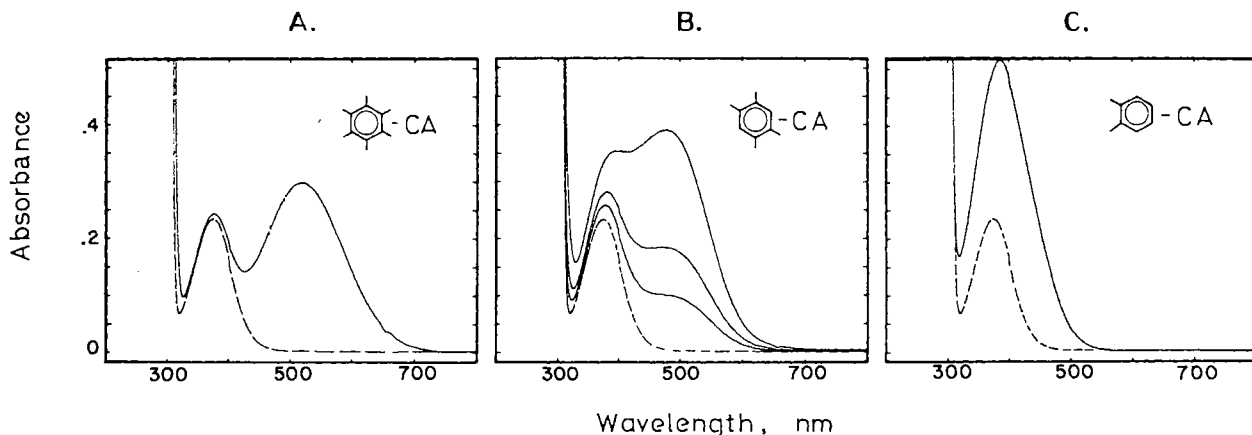 A. B. C.
-CA -CA -CA
Absorbance
.4
.2
0
300 500 700 300 500 700 300 500 700
Wavelength, nm